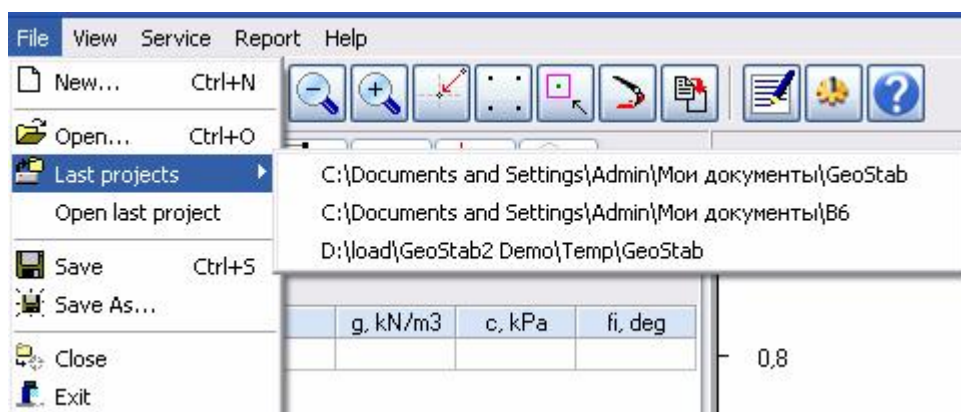 File View Service Report Help
New... Ctrl+N
Open... Ctrl+O
Last projects
C:\Documents and Settings\Admin\Мои документы\GeoStab
Open last project
C:\Documents and Settings\Admin\Мои документы\B6
D:\load\GeoStab2 Demo\Temp\GeoStab
Save Ctrl+S
Save As...
g, kN/m3 c, kPa fi, deg
Close
0,8
Exit